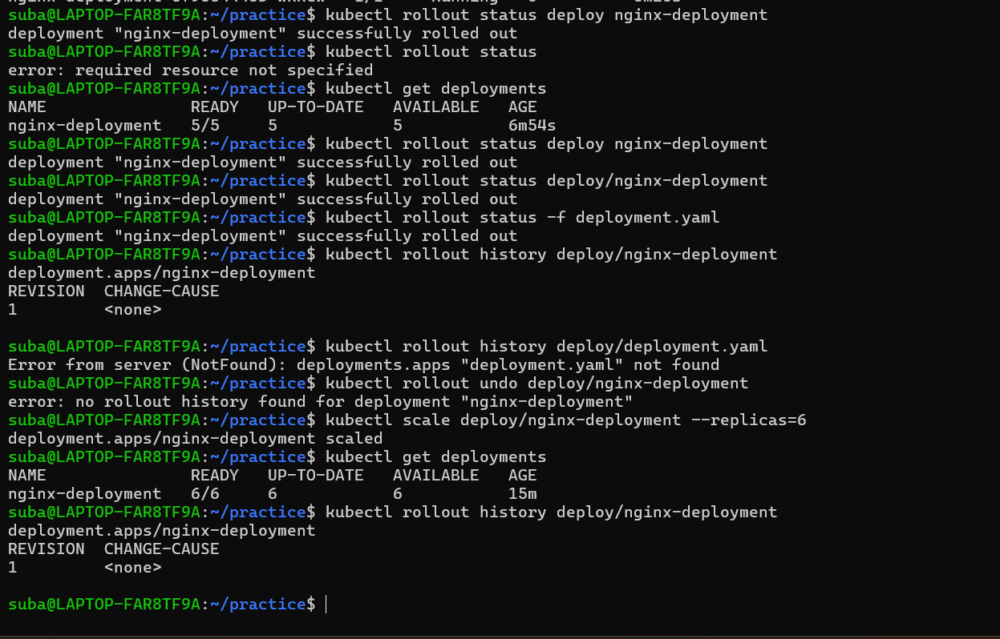 suba@LAPTOP-FAR8TF9A:~/practice$ kubectl rollout status deploy nginx-deployment
deployment "nginx-deployment" successfully rolled out
suba@LAPTOP-FAR8TF9A:~/practice$ kubectl rollout status
error: required resource not specified
suba@LAPTOP-FAR8TF9A:~/practice$ kubectl get deployments
NAME               READY   UP-TO-DATE   AVAILABLE   AGE
nginx-deployment   5/5     5            5           6m54s
suba@LAPTOP-FAR8TF9A:~/practice$ kubectl rollout status deploy nginx-deployment
deployment "nginx-deployment" successfully rolled out
suba@LAPTOP-FAR8TF9A:~/practice$ kubectl rollout status deploy/nginx-deployment
deployment "nginx-deployment" successfully rolled out
suba@LAPTOP-FAR8TF9A:~/practice$ kubectl rollout status -f deployment.yaml
deployment "nginx-deployment" successfully rolled out
suba@LAPTOP-FAR8TF9A:~/practice$ kubectl rollout history deploy/nginx-deployment
deployment.apps/nginx-deployment
REVISION  CHANGE-CAUSE
1         <none>
suba@LAPTOP-FAR8TF9A:~/practice$ kubectl rollout history deploy/deployment.yaml
Error from server (NotFound): deployments.apps "deployment.yaml" not found
suba@LAPTOP-FAR8TF9A:~/practice$ kubectl rollout undo deploy/nginx-deployment
error: no rollout history found for deployment "nginx-deployment"
suba@LAPTOP-FAR8TF9A:~/practice$ kubectl scale deploy/nginx-deployment --replicas=6
deployment.apps/nginx-deployment scaled
suba@LAPTOP-FAR8TF9A:~/practice$ kubectl get deployments
NAME               READY   UP-TO-DATE   AVAILABLE   AGE
nginx-deployment   6/6     6            6           15m
suba@LAPTOP-FAR8TF9A:~/practice$ kubectl rollout history deploy/nginx-deployment
deployment.apps/nginx-deployment
REVISION  CHANGE-CAUSE
1         <none>
suba@LAPTOP-FAR8TF9A:~/practice$